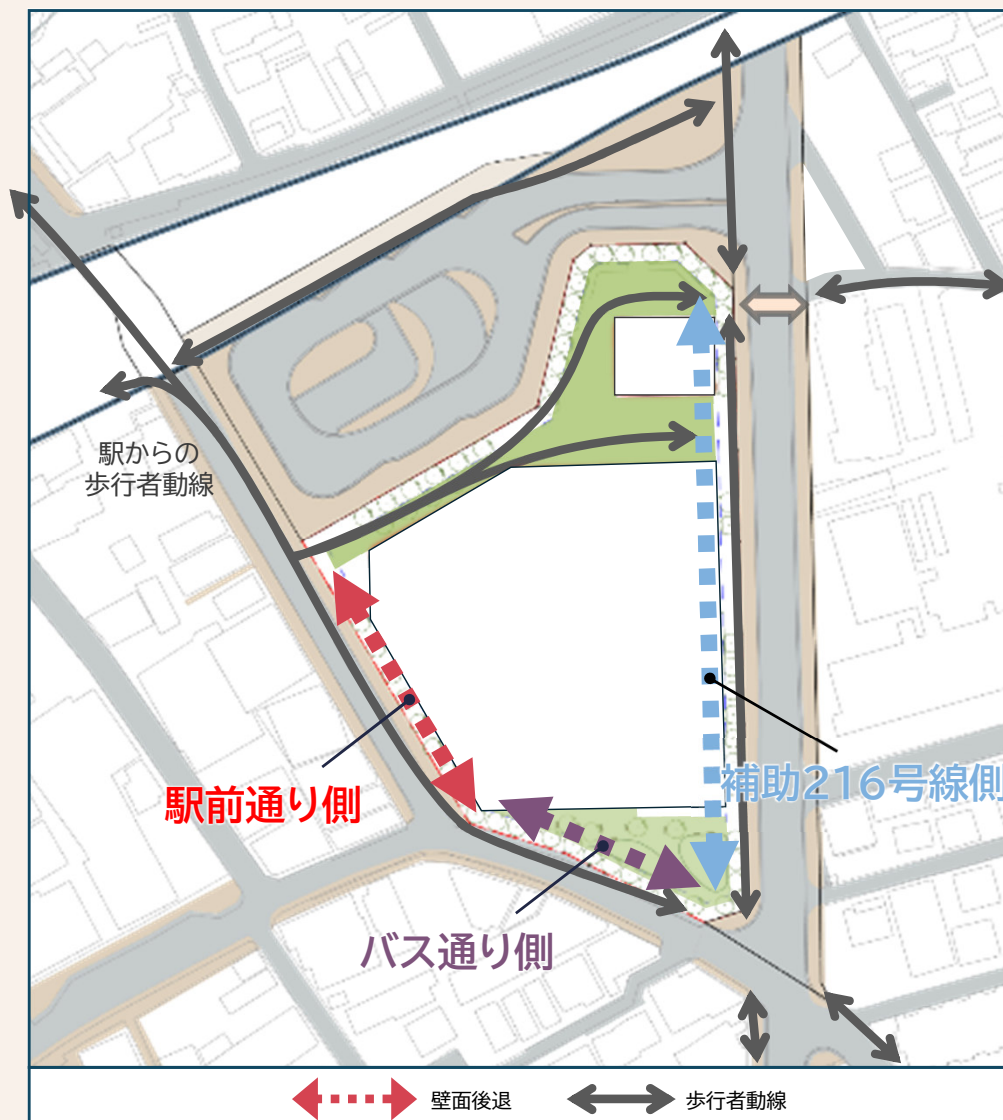 駅からの
歩行者動線
駅前通り側
補助216号線側
バス通り側
壁面後退
歩行者動線